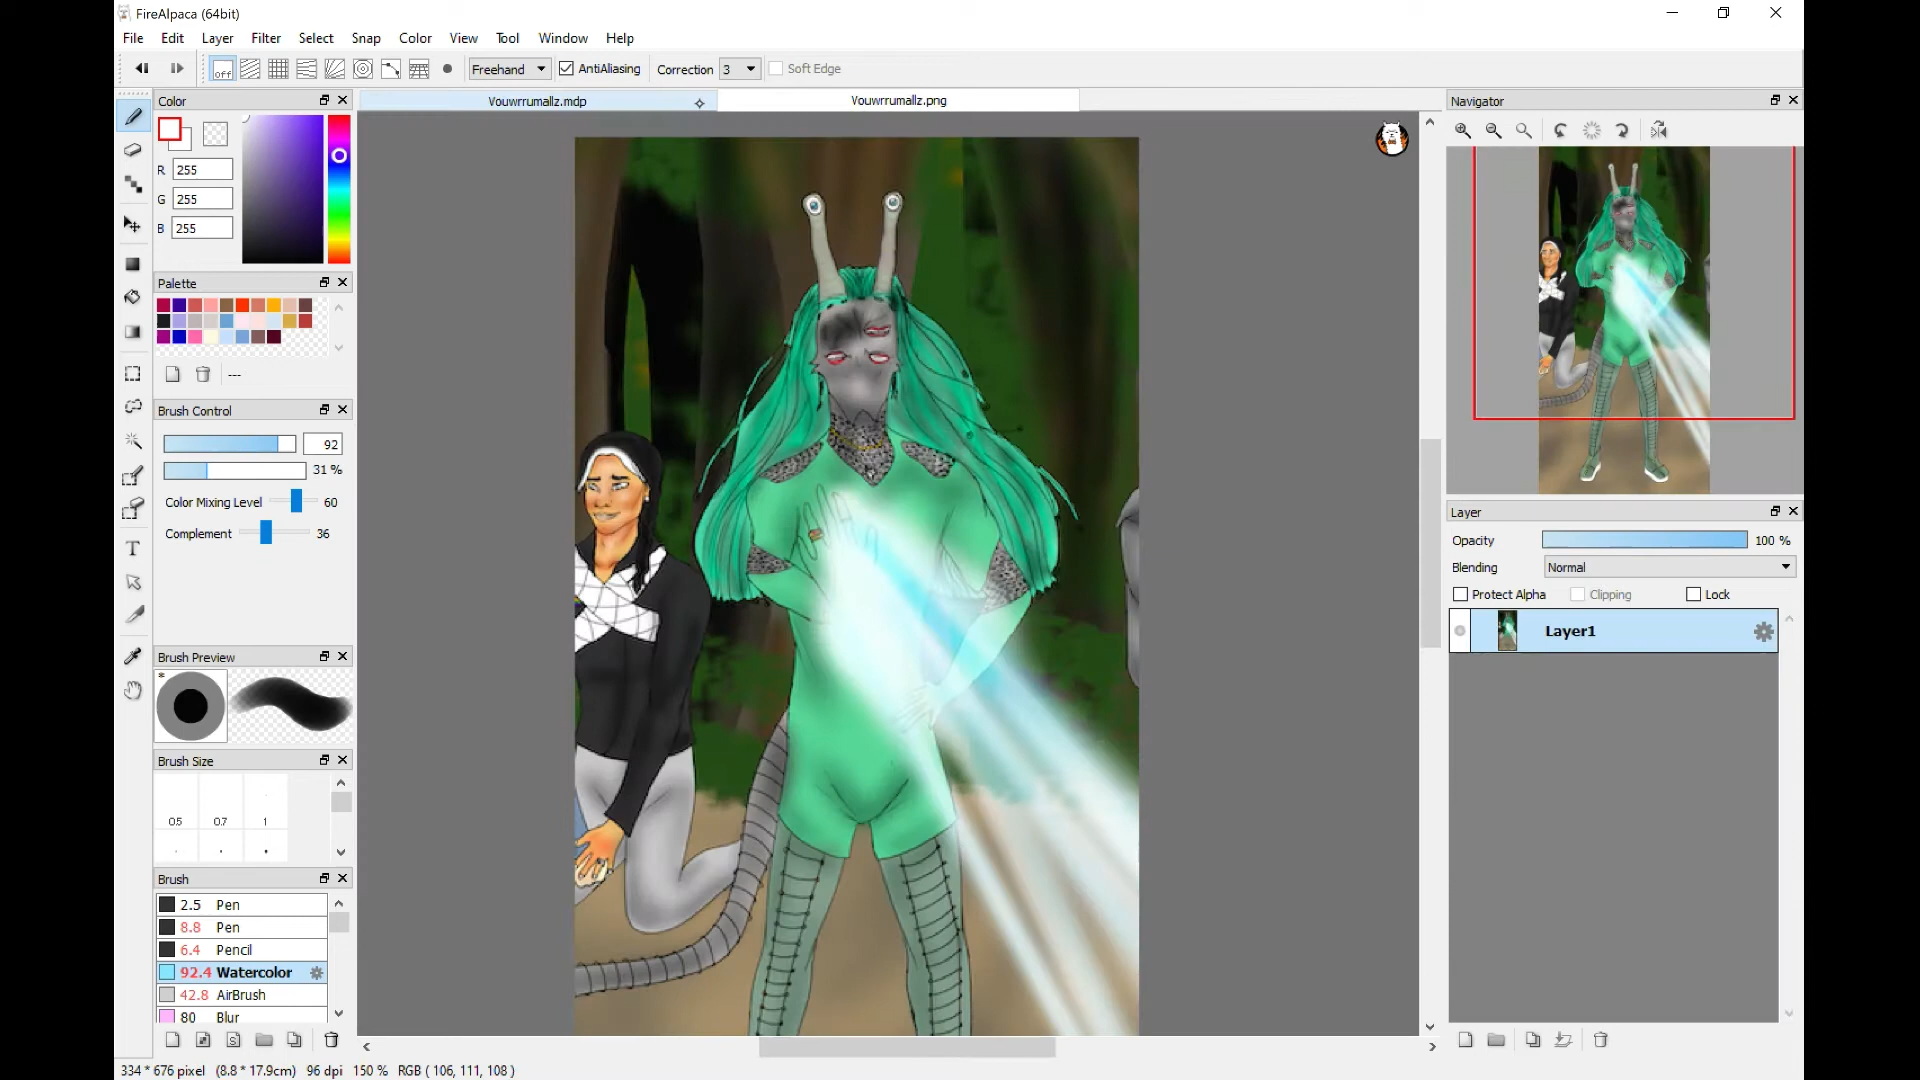 FireAlpaca (64bit)
File Edit Layer Filter Select Snap Color View Tool Window Help
off Freehand AntiAliasing Correction 3 Soft Edge
Color
Vouwrrumallz.mdp Vouwrrumallz.png
Navigator
R 255
G 255
B 255
Palette
---
Brush Control
92
31 %
Color Mixing Level 60
Complement 36
Layer
Opacity 100 %
Blending Normal
Protect Alpha Clipping Lock
Layer1
Brush Preview
*
Brush Size
0.5 0.7 1
Brush
2.5 Pen
8.8 Pen
6.4 Pencil
92.4 Watercolor
42.8 AirBrush
80 Blur
334 * 676 pixel (8.8 * 17.9cm) 96 dpi 150 % RGB ( 106, 111, 108 )